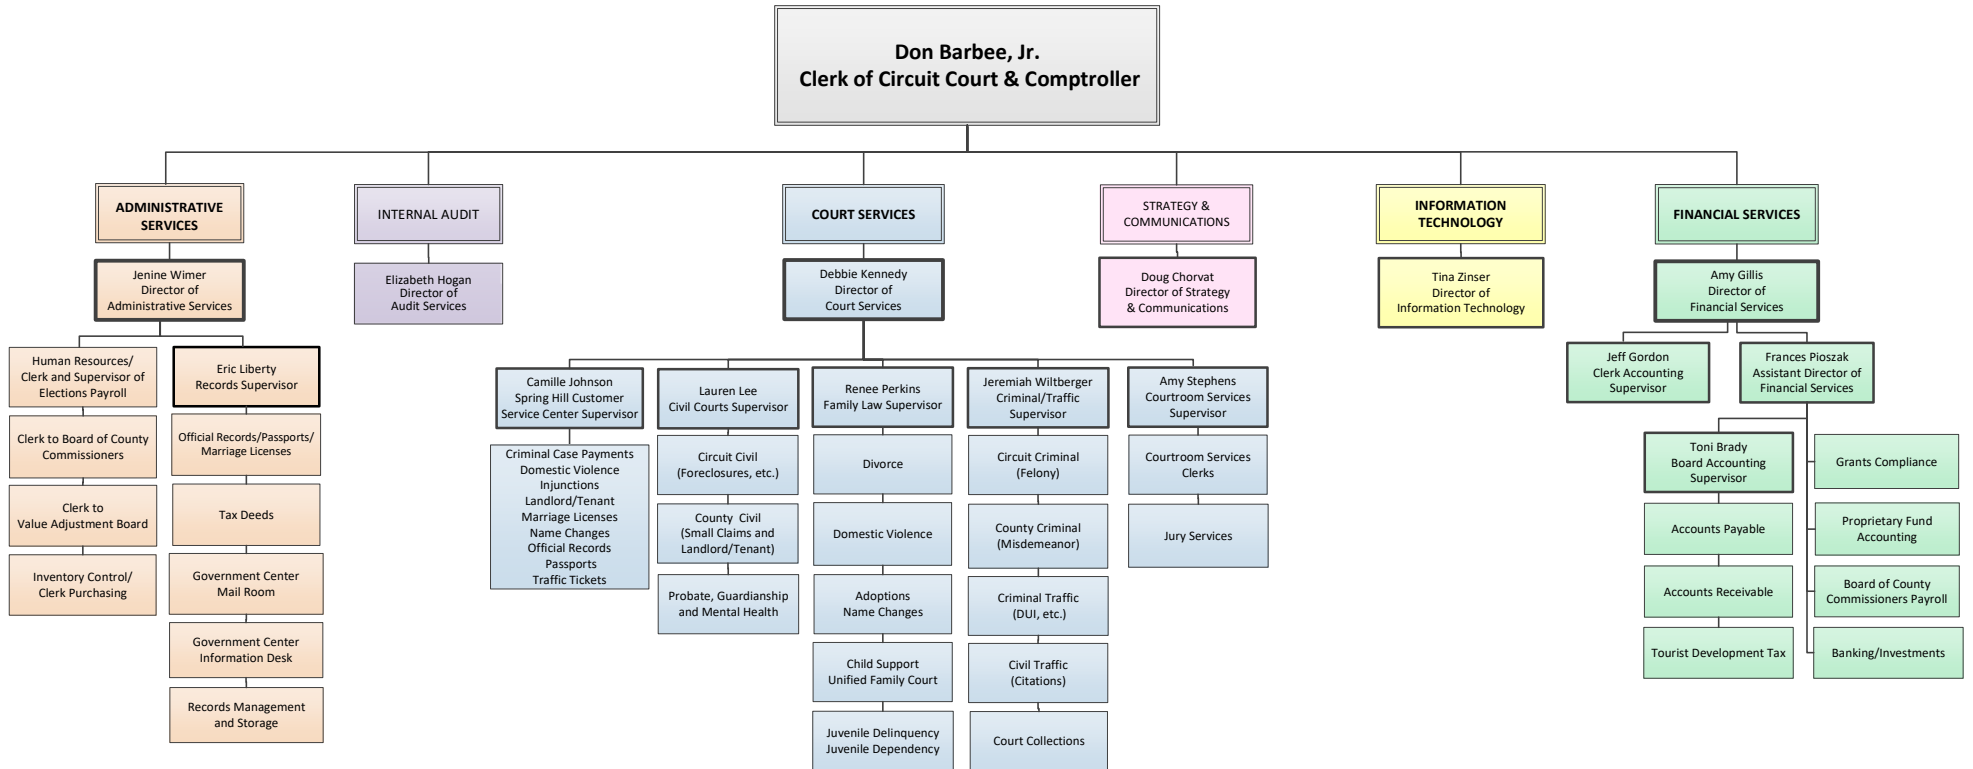 Don Barbee, Jr.
Clerk of Circuit Court & Comptroller
ADMINISTRATIVE
SERVICES
INTERNAL AUDIT
COURT SERVICES
STRATEGY &
COMMUNICATIONS
INFORMATION
TECHNOLOGY
FINANCIAL SERVICES
Jenine Wimer
Director of
Administrative Services
Elizabeth Hogan
Director of
Audit Services
Debbie Kennedy
Director of
Court Services
Doug Chorvat
Director of Strategy
& Communications
Tina Zinser
Director of
Information Technology
Amy Gillis
Director of
Financial Services
Human Resources/
Clerk and Supervisor of
Elections Payroll
Clerk to Board of County
Commissioners
Clerk to
Value Adjustment Board
Inventory Control/
Clerk Purchasing
Eric Liberty
Records Supervisor
Official Records/Passports/
Marriage Licenses
Tax Deeds
Government Center
Mail Room
Government Center
Information Desk
Records Management
and Storage
Camille Johnson
Spring Hill Customer
Service Center Supervisor
Criminal Case Payments
Domestic Violence
Injunctions
Landlord/Tenant
Marriage Licenses
Name Changes
Official Records
Passports
Traffic Tickets
Lauren Lee
Civil Courts Supervisor
Circuit Civil
(Foreclosures, etc.)
County Civil
(Small Claims and
Landlord/Tenant)
Probate, Guardianship
and Mental Health
Renee Perkins
Family Law Supervisor
Divorce
Domestic Violence
Adoptions
Name Changes
Child Support
Unified Family Court
Juvenile Delinquency
Juvenile Dependency
Jeremiah Wiltberger
Criminal/Traffic
Supervisor
Circuit Criminal
(Felony)
County Criminal
(Misdemeanor)
Criminal Traffic
(DUI, etc.)
Civil Traffic
(Citations)
Court Collections
Amy Stephens
Courtroom Services
Supervisor
Courtroom Services
Clerks
Jury Services
Jeff Gordon
Clerk Accounting
Supervisor
Frances Pioszak
Assistant Director of
Financial Services
Toni Brady
Board Accounting
Supervisor
Accounts Payable
Accounts Receivable
Tourist Development Tax
Grants Compliance
Proprietary Fund
Accounting
Board of County
Commissioners Payroll
Banking/Investments